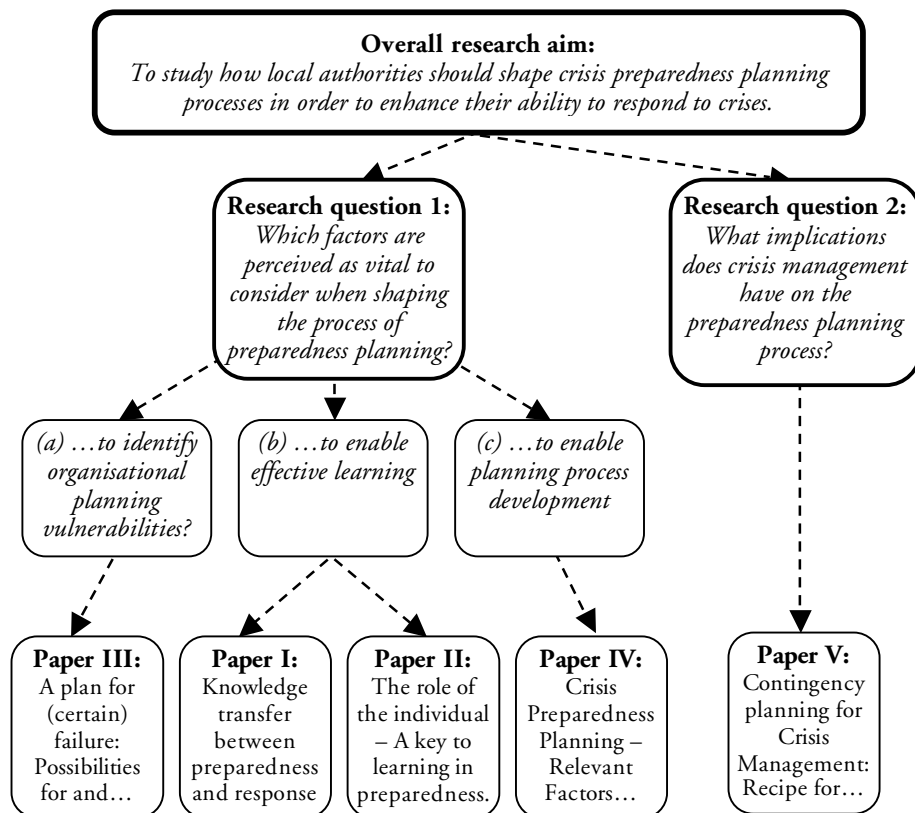 Overall research aim:
To study how local authorities should shape crisis preparedness planning
processes in order to enhance their ability to respond to crises.
Research question 1:
Which factors are
perceived as vital to
consider when shaping
the process of
preparedness planning?
Research question 2:
What implications
does crisis management
have on the
preparedness planning
process?
(a) …to identify
organisational
planning
vulnerabilities?
(b) …to enable
effective learning
(c) …to enable
planning process
development
Paper III:
A plan for
(certain)
failure:
Possibilities
for and…
Paper I:
Knowledge
transfer
between
preparedness
and response
Paper II:
The role of
the individual
– A key to
learning in
preparedness.
Paper IV:
Crisis
Preparedness
Planning –
Relevant
Factors…
Paper V:
Contingency
planning for
Crisis
Management:
Recipe for…